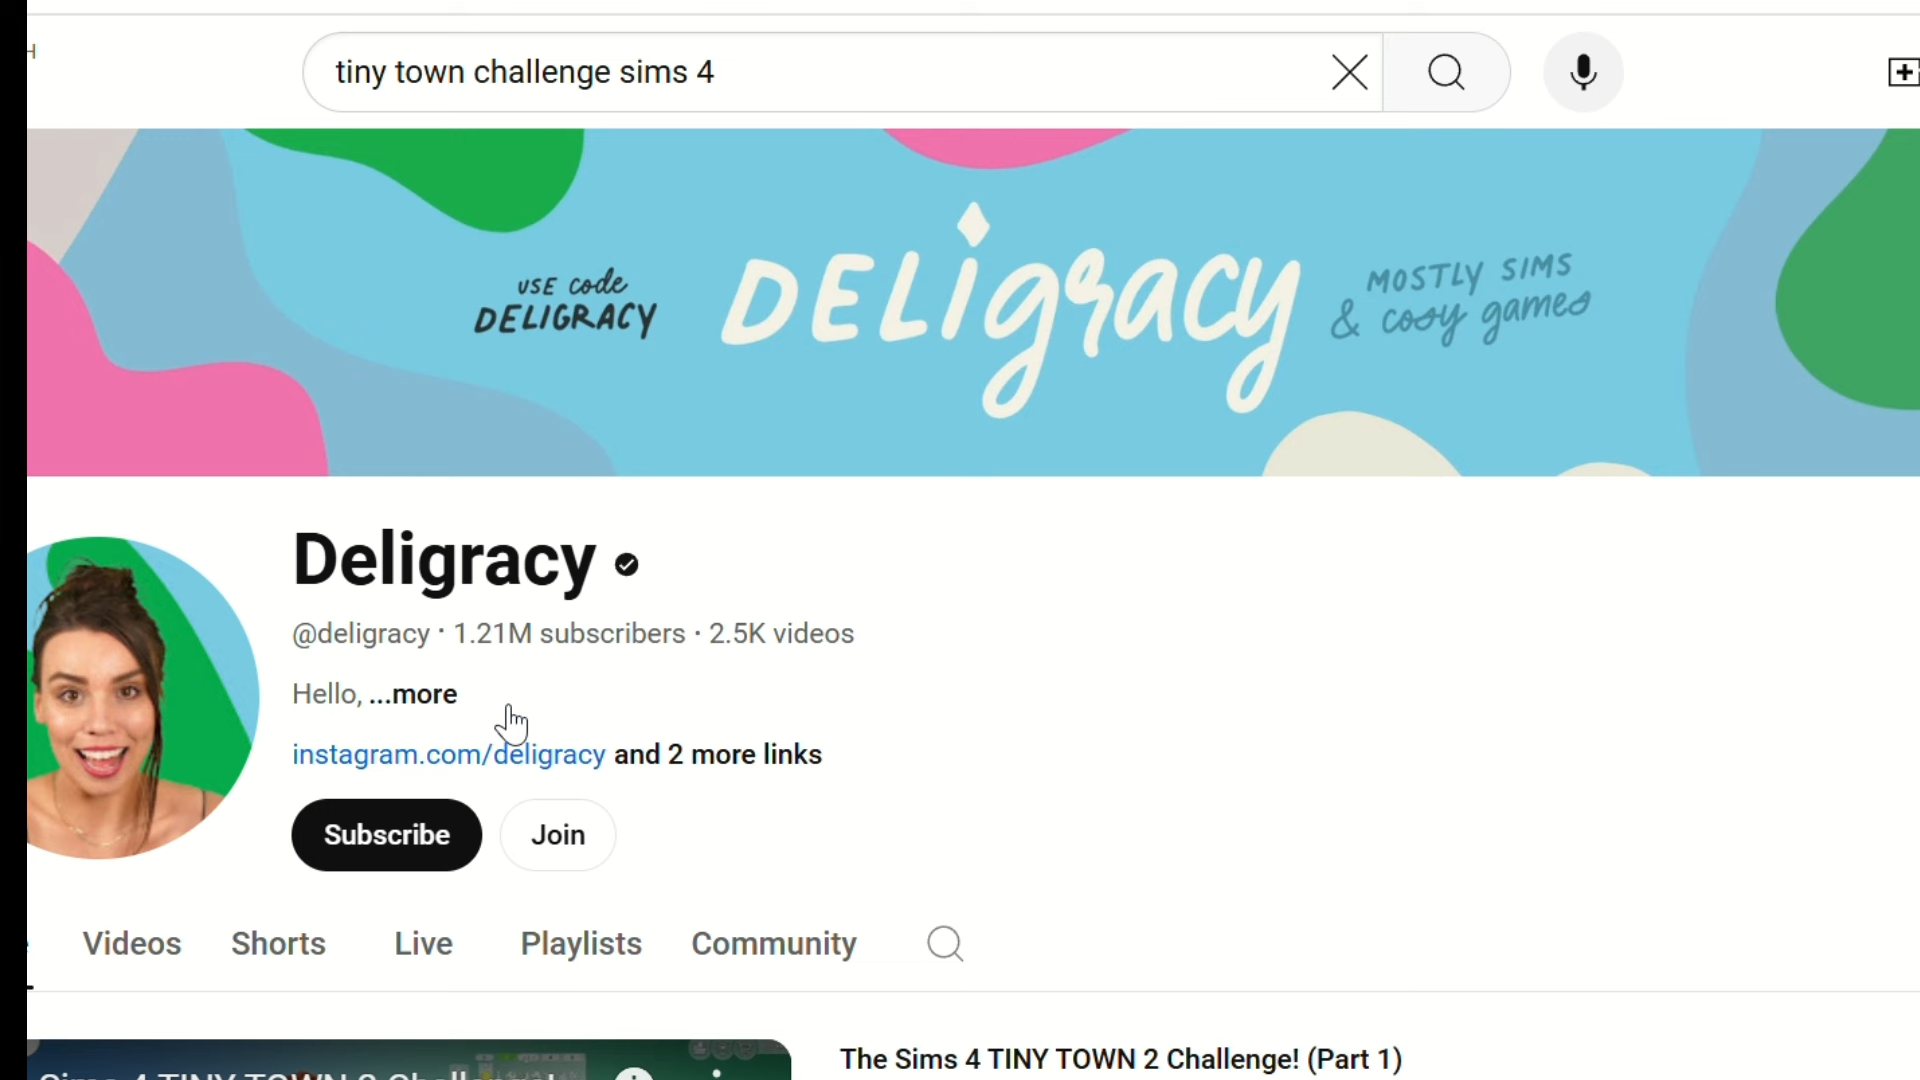 H
tiny town challenge sims 4
USE code
DELIGRACY
DELigracy
MOSTLY SIMS
& cosy games
Deligracy
@deligracy • 1.21M subscribers • 2.5K videos
Hello, ...more
instagram.com/deligracy and 2 more links
Subscribe Join
Videos Shorts Live Playlists Community
The Sims 4 TINY TOWN 2 Challenge! (Part 1)